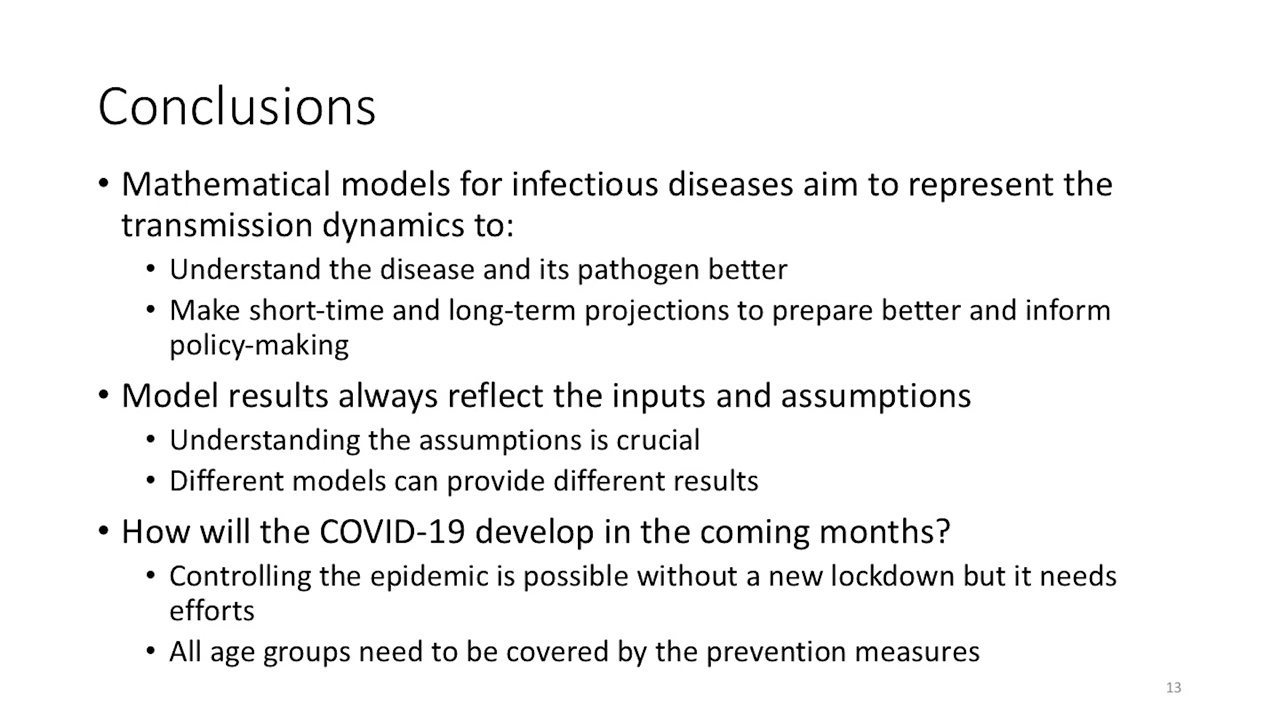 Conclusions
• Mathematical models for infectious diseases aim to represent the
transmission dynamics to:
• Understand the disease and its pathogen better
• Make short-time and long-term projections to prepare better and inform
policy-making
• Model results always reflect the inputs and assumptions
• Understanding the assumptions is crucial
• Different models can provide different results
• How will the COVID-19 develop in the coming months?
• Controlling the epidemic is possible without a new lockdown but it needs
efforts
• All age groups need to be covered by the prevention measures
13